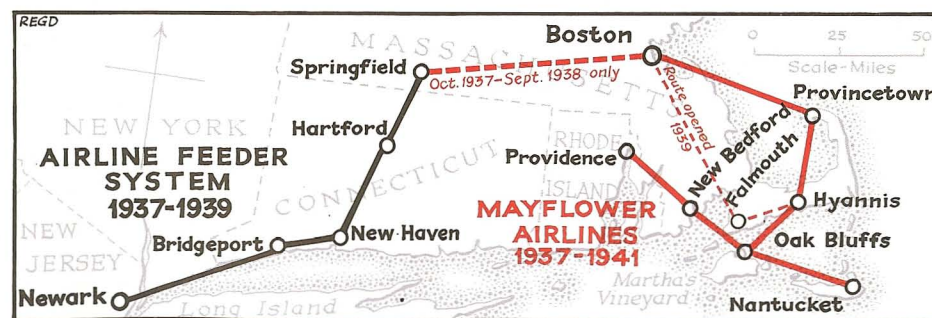 REGD
Boston
0 25 50
Scale-Miles
MASSACHUSETTS
Springfield
Oct. 1937-Sept. 1938 only
Route opened
1939
Provincetown
NEW YORK
Hartford
AIRLINE FEEDER
SYSTEM
1937-1939
CONNECTICUT
RHODE
ISLAND
Providence
New Bedford
Falmouth
Hyannis
MAYFLOWER
AIRLINES
1937-1941
NEW
JERSEY
Bridgeport
New Haven
Oak Bluffs
Martha's
Vineyard
Newark
Long Island
Nantucket